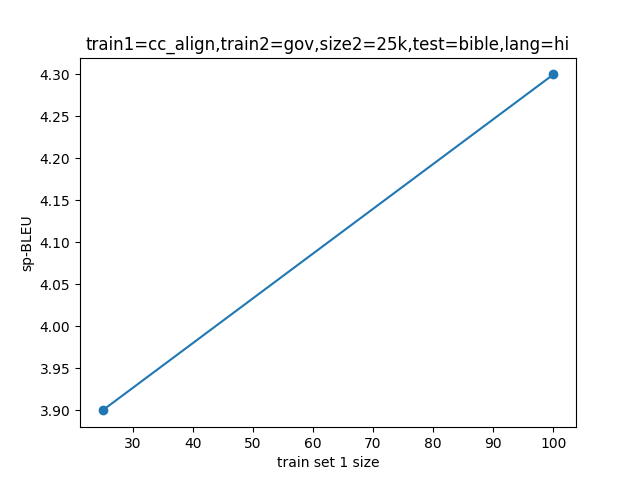 train1=cc_align,train2=gov,size2=25k,test=bible,lang=hi
4.30
4.25
4.20
4.15
4.10
4.05
4.00
3.95
3.90
sp-BLEU
30 40 50 60 70 80 90 100
train set 1 size